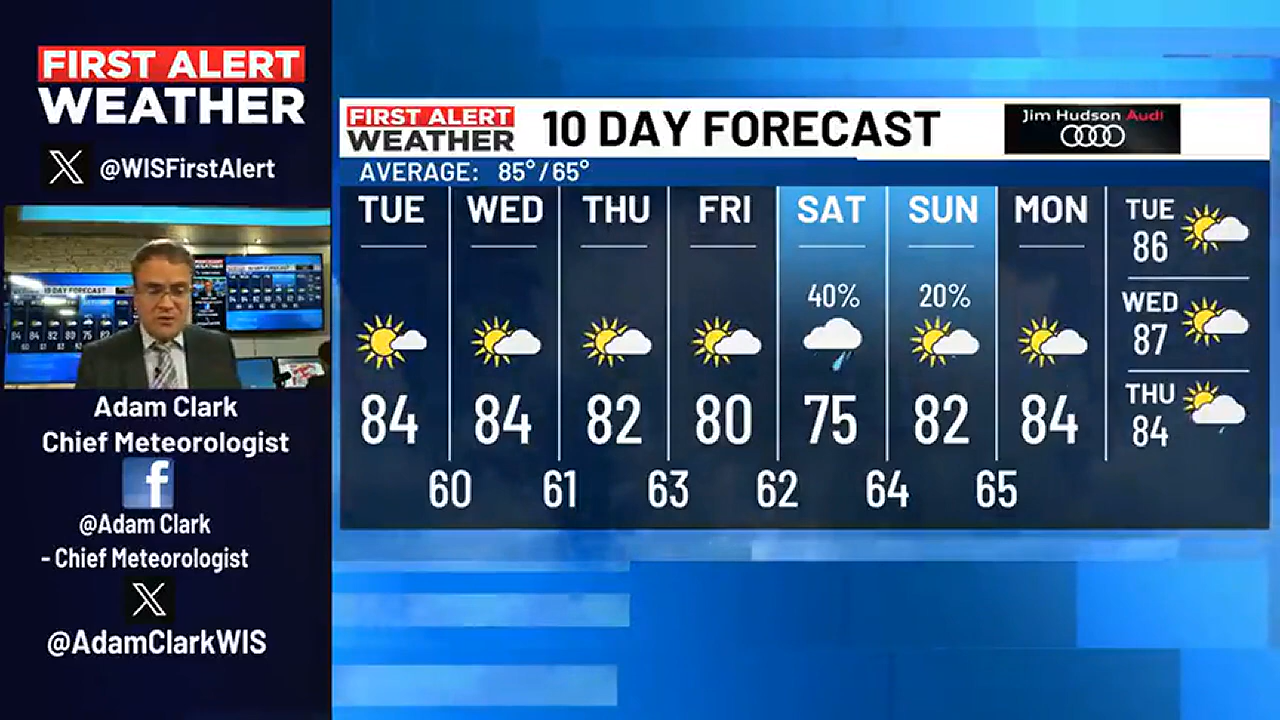 FIRST ALERT
WEATHER
@WISFirstAlert
Adam Clark
Chief Meteorologist
f
@Adam Clark
- Chief Meteorologist
@AdamClarkWIS
FIRST ALERT
WEATHER
10 DAY FORECAST
Jim Hudson Audi
AVERAGE: 85°/65°
TUE WED THU FRI SAT SUN MON
40% 20%
84 84 82 80 75 82 84
60 61 63 62 64 65
TUE
86
WED
87
THU
84